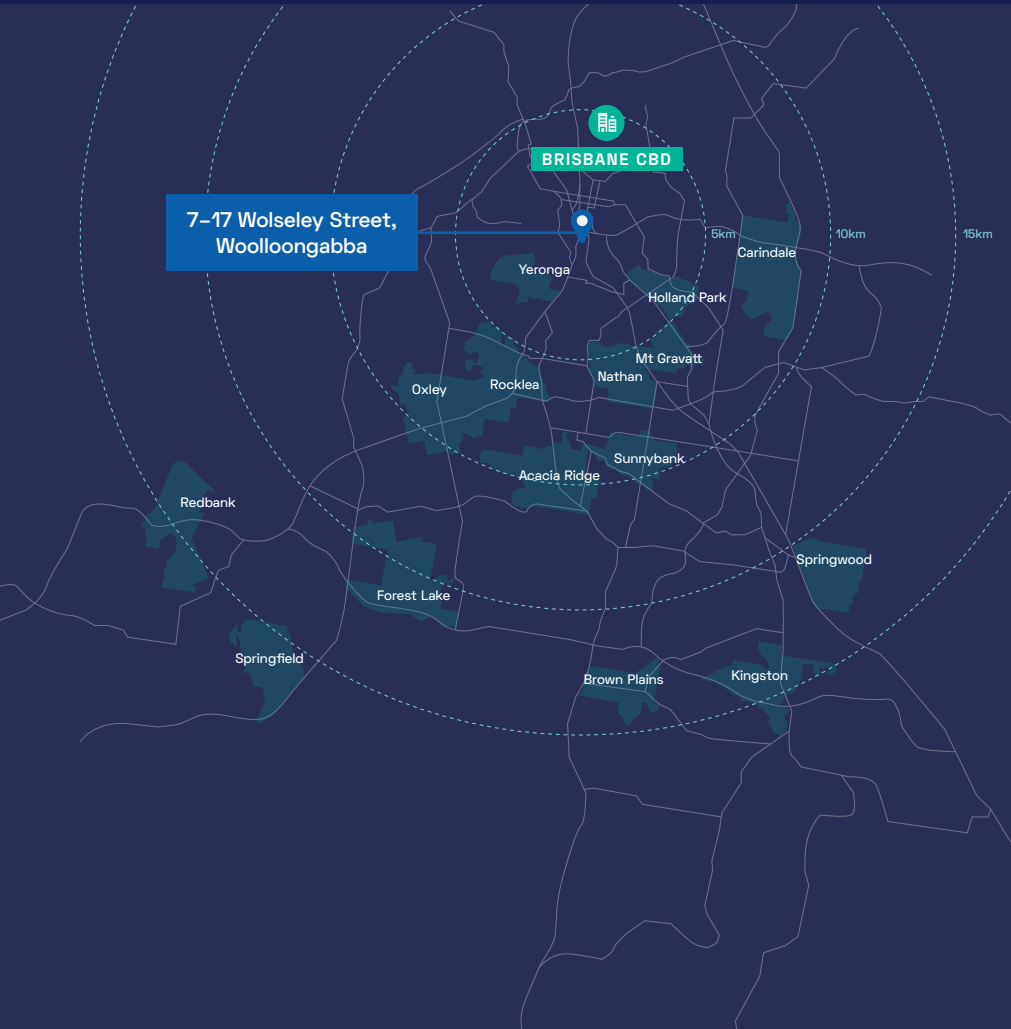 BRISBANE CBD
7–17 Wolseley Street,
Woolloongabba
5km
10km
15km
Carindale
Yeronga
Holland Park
Mt Gravatt
Nathan
Rocklea
Oxley
Sunnybank
Acacia Ridge
Redbank
Springwood
Forest Lake
Springfield
Brown Plains
Kingston